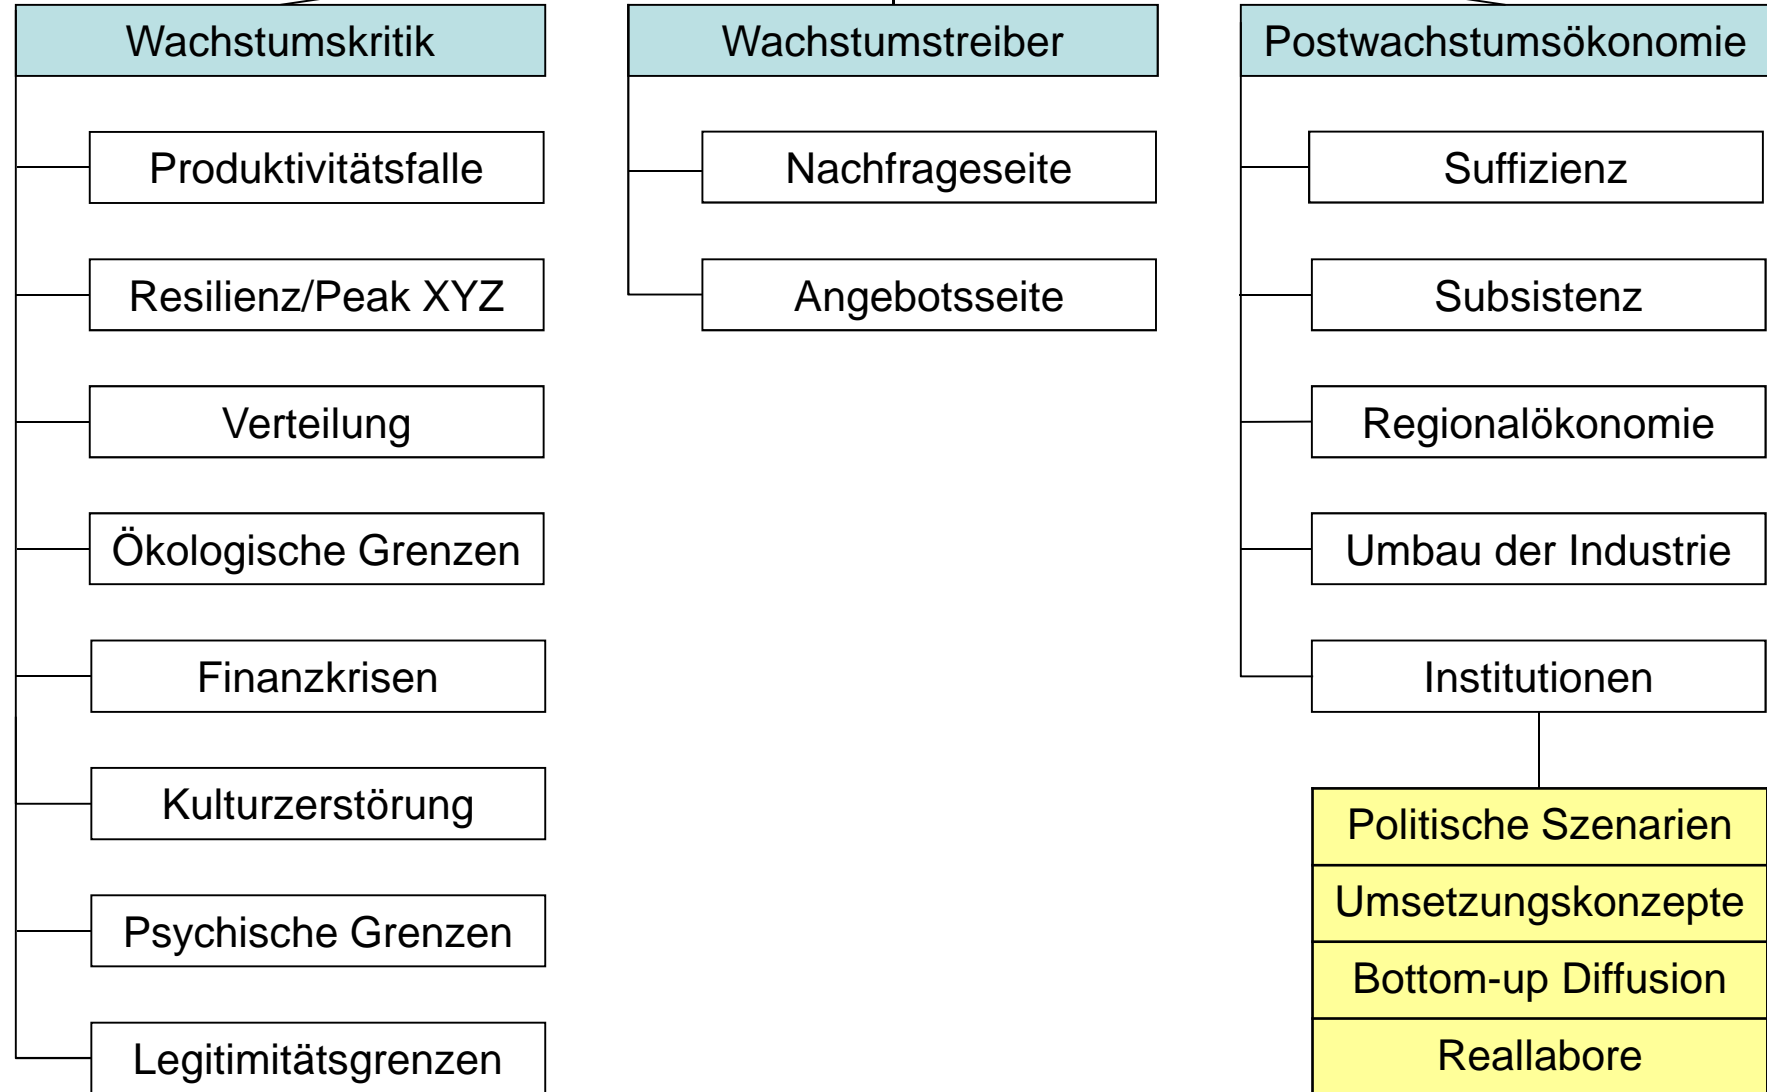 Wachstumskritik
Produktivitätsfalle
Resilienz/Peak XYZ
Verteilung
Ökologische Grenzen
Finanzkrisen
Kulturzerstörung
Psychische Grenzen
Legitimitätsgrenzen
Wachstumstreiber
Nachfrageseite
Angebotsseite
Postwachstumsökonomie
Suffizienz
Subsistenz
Regionalökonomie
Umbau der Industrie
Institutionen
Politische Szenarien
Umsetzungskonzepte
Bottom-up Diffusion
Reallabore